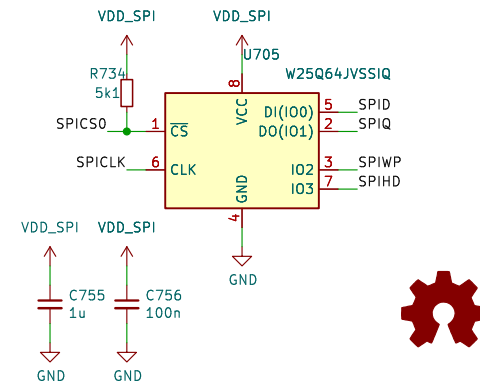 VDD_SPI VDD_SPI
U705
R734 W25Q64JVSSIQ
5k1
8
VCC
DI(IO0) 5 SPID
SPICS0 1 CS DO(IO1) 2 SPIQ
SPICLK 6 CLK IO2 3 SPIWP
IO3 7 SPIHD
GND
4
VDD_SPI VDD_SPI
GND
C755 C756
1u 100n
GND GND